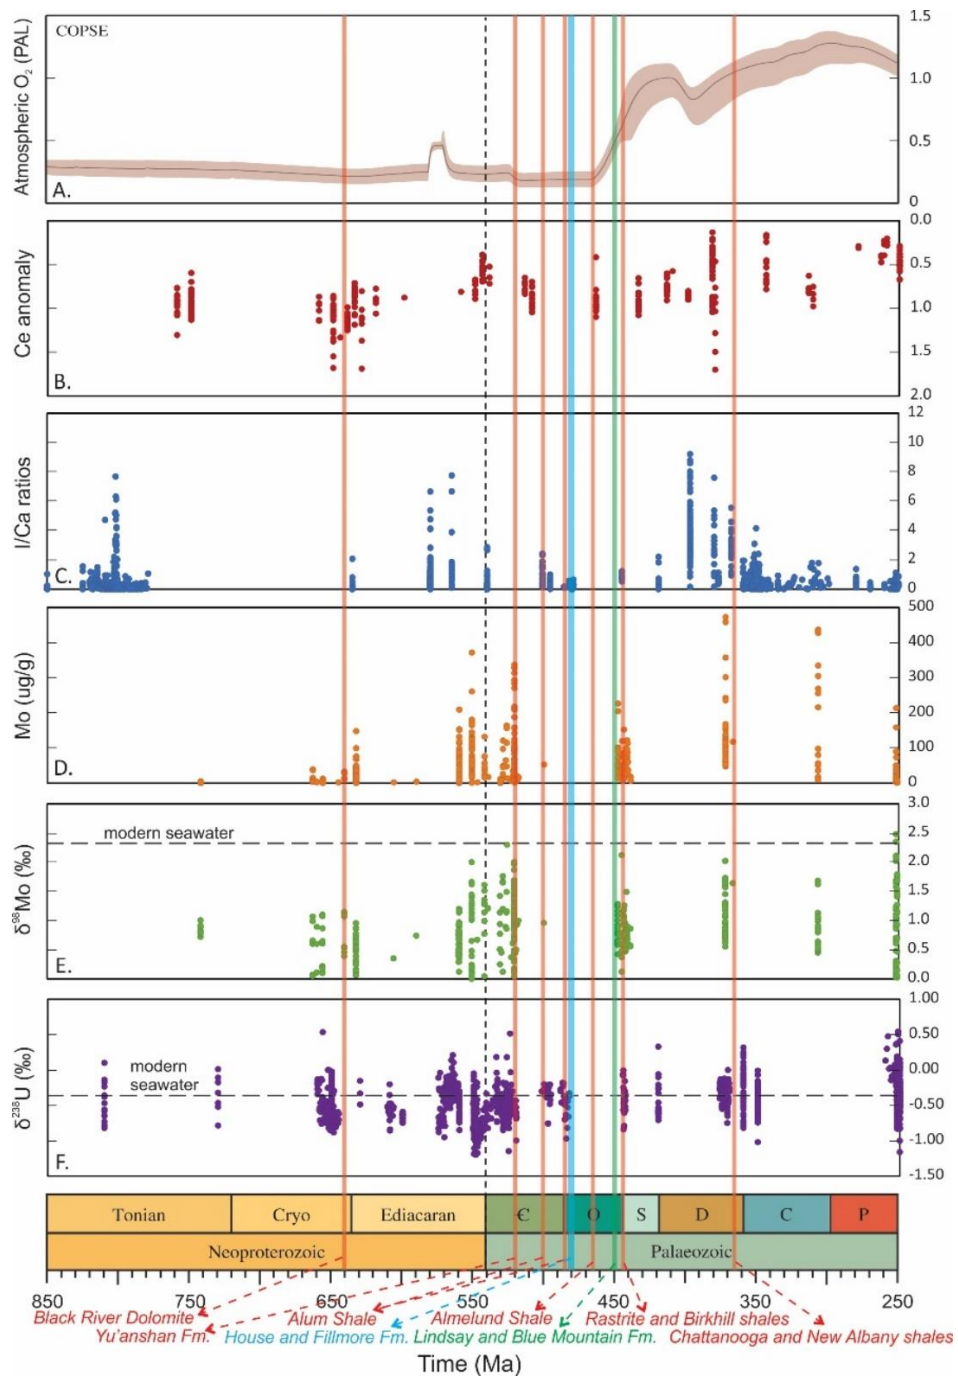 COPSE
Atmospheric O₂ (PAL)
1.5
1.0
0.5
0
A.
Ce anomaly
0.0
0.5
1.0
1.5
2.0
B.
I/Ca ratios
12
10
8
6
4
2
0
C.
Mo (ug/g)
500
400
300
200
100
0
D.
δ⁹⁸Mo (‰)
modern seawater
3.0
2.5
2.0
1.5
1.0
0.5
0.0
E.
δ²³⁸U (‰)
modern
seawater
1.00
0.50
0.00
-0.50
-1.00
-1.50
F.
Tonian Cryo Ediacaran Є O S D C P
Neoproterozoic Palaeozoic
850 750 650 550 450 350 250
Black River Dolomite Alum Shale Almelund Shale Rastrite and Birkhill shales
Yu'anshan Fm. House and Fillmore Fm. Lindsay and Blue Mountain Fm. Chattanooga and New Albany shales
Time (Ma)